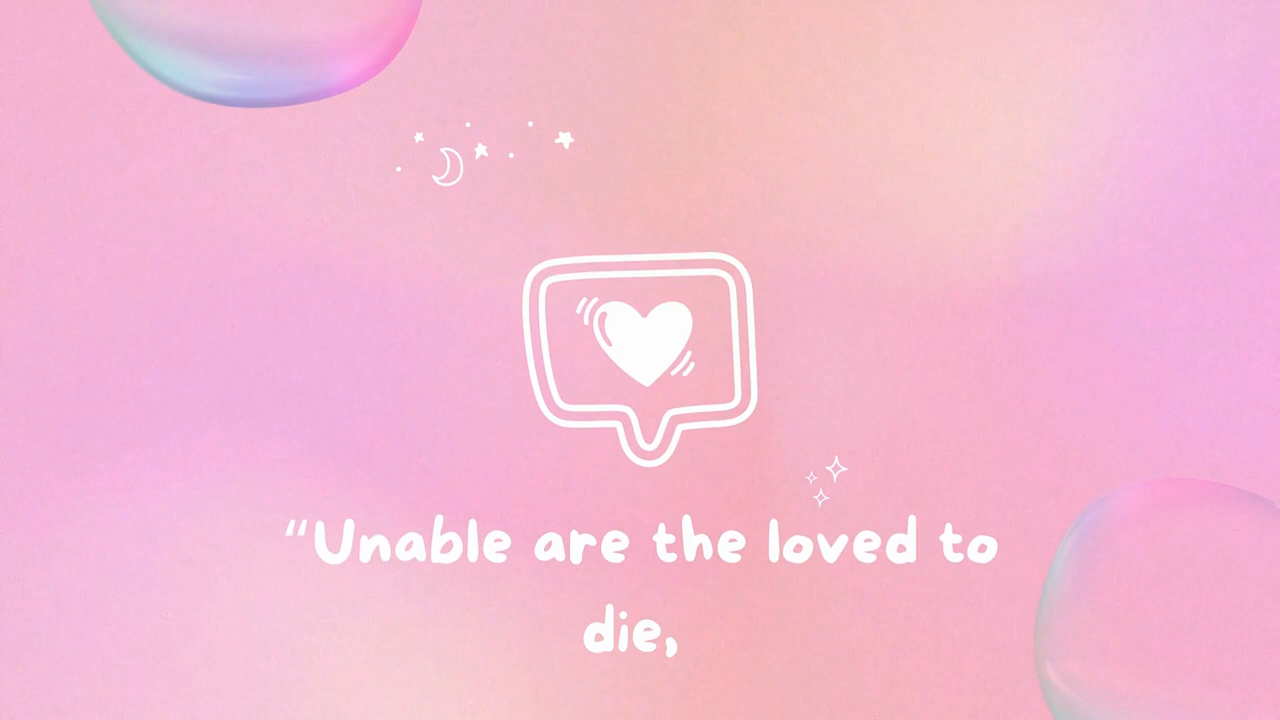 “Unable are the loved to
die,